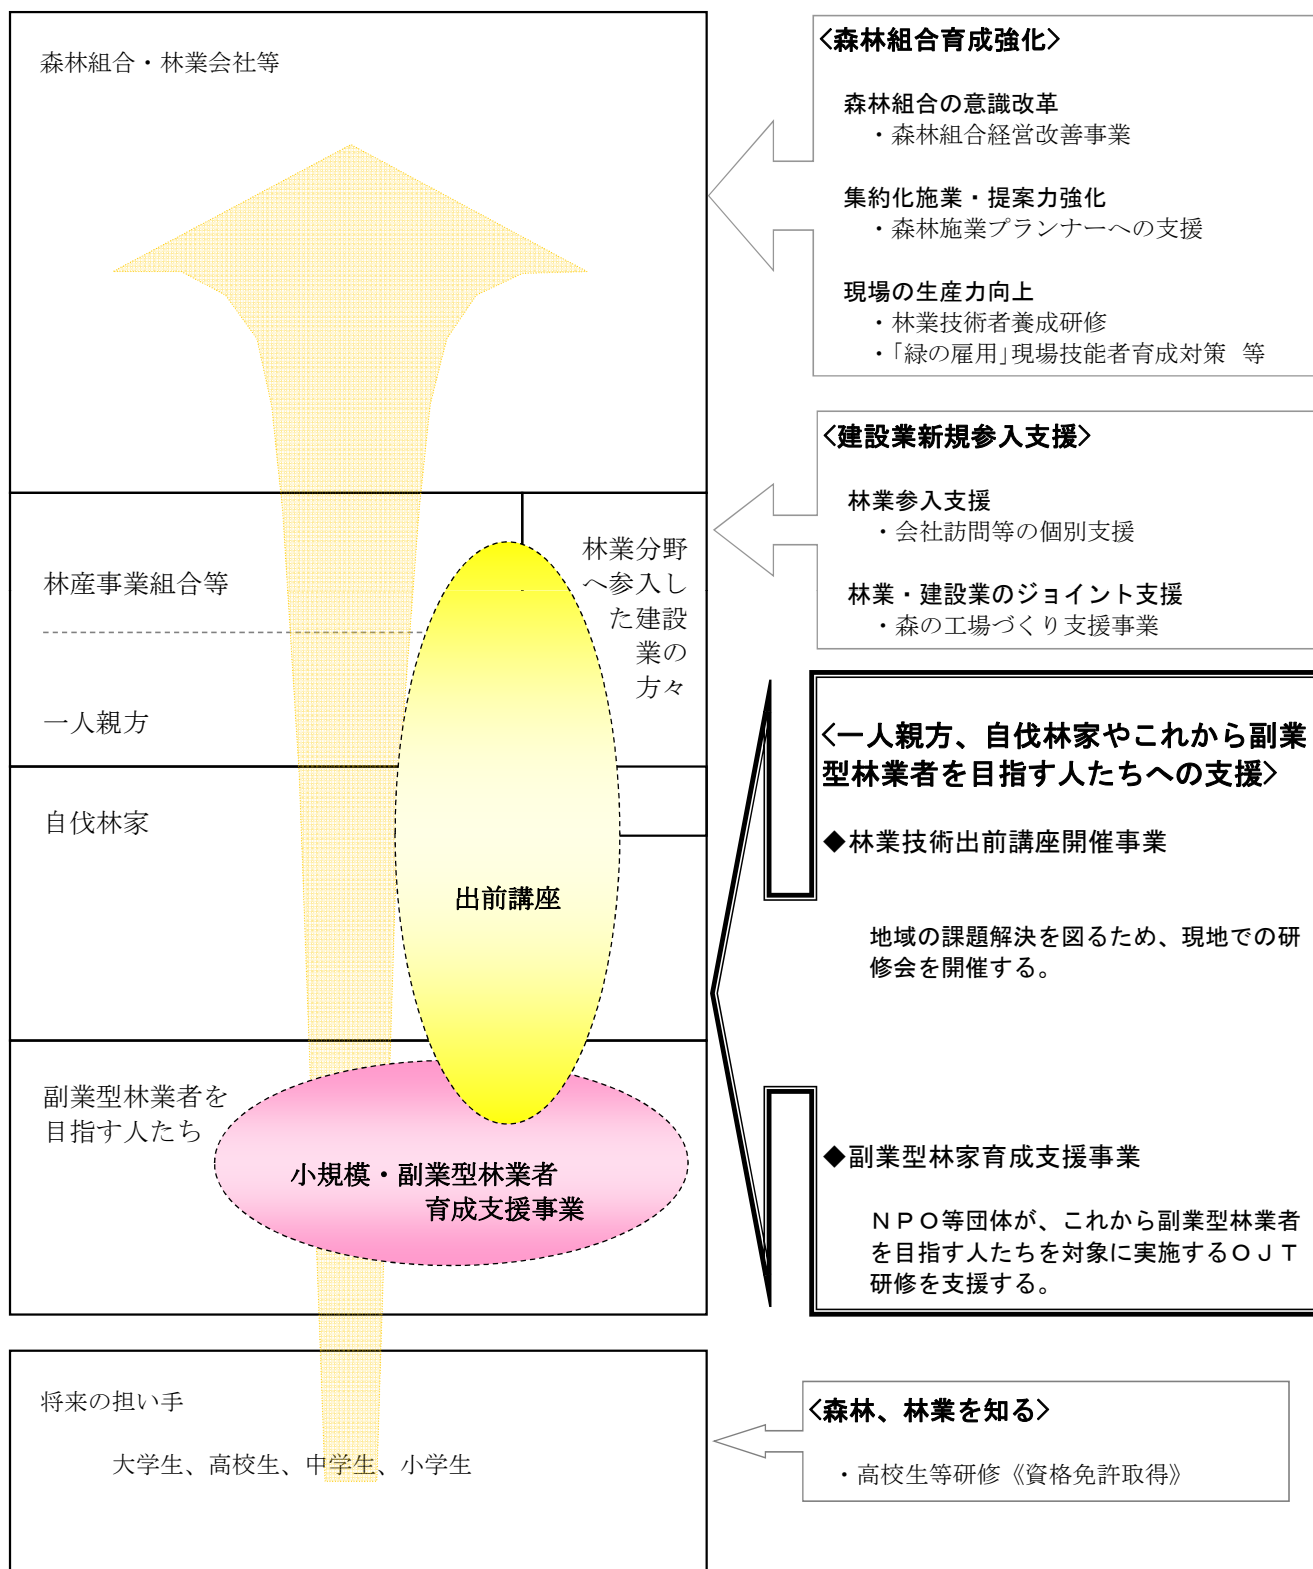 森林組合・林業会社等
<森林組合育成強化>
森林組合の意識改革
・森林組合経営改善事業
集約化施業・提案力強化
・森林施業プランナーへの支援
現場の生産力向上
・林業技術者養成研修
・「緑の雇用」現場技能者育成対策 等
林産事業組合等
一人親方
林業分野
へ参入し
た建設
業の
方々
<建設業新規参入支援>
林業参入支援
・会社訪問等の個別支援
林業・建設業のジョイント支援
・森の工場づくり支援事業
自伐林家
出前講座
<一人親方、自伐林家やこれから副業
型林業者を目指す人たちへの支援>
◆林業技術出前講座開催事業
地域の課題解決を図るため、現地での研
修会を開催する。
副業型林業者を
目指す人たち
小規模・副業型林業者
育成支援事業
◆副業型林家育成支援事業
NPO等団体が、これから副業型林業者
を目指す人たちを対象に実施するOJT
研修を支援する。
将来の担い手
大学生、高校生、中学生、小学生
<森林、林業を知る>
・高校生等研修《資格免許取得》